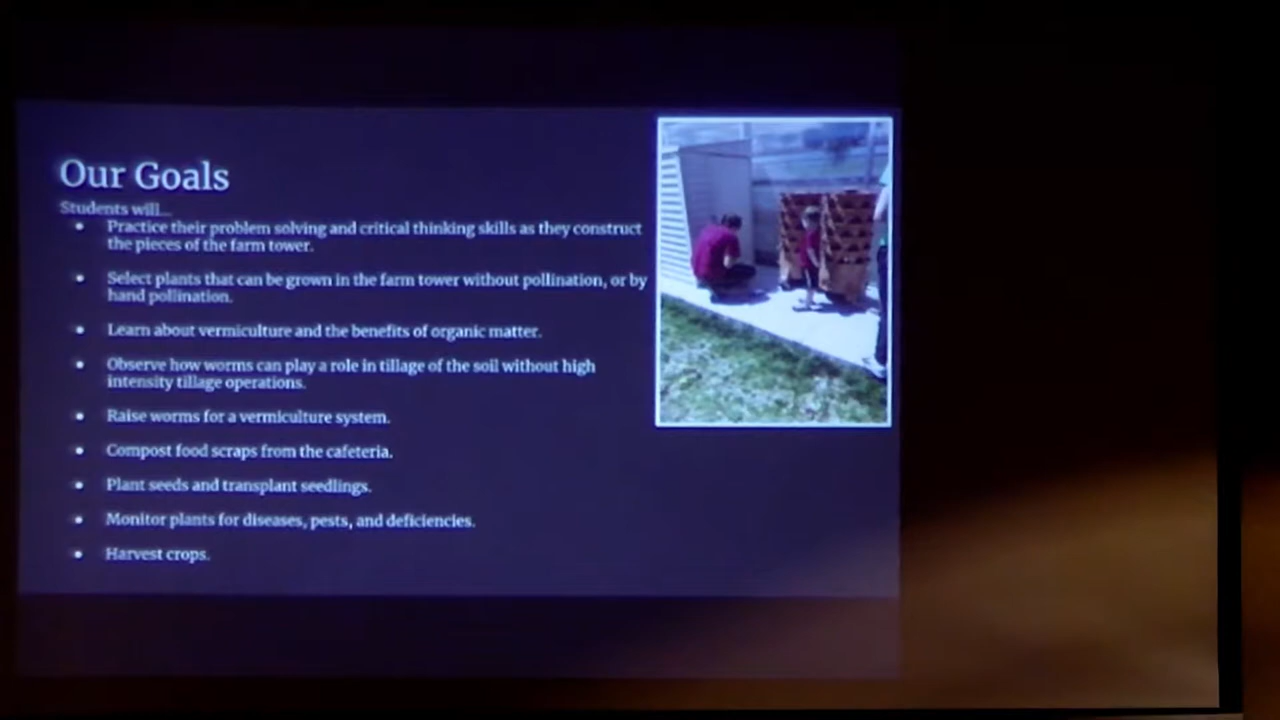 Our Goals
Students will...
Practice their problem solving and critical thinking skills as they construct
the pieces of the farm tower.
Select plants that can be grown in the farm tower without pollination, or by
hand pollination.
Learn about vermiculture and the benefits of organic matter.
Observe how worms can play a role in tillage of the soil without high
intensity tillage operations.
Raise worms for a vermiculture system.
Compost food scraps from the cafeteria.
Plant seeds and transplant seedlings.
Monitor plants for diseases, pests, and deficiencies.
Harvest crops.